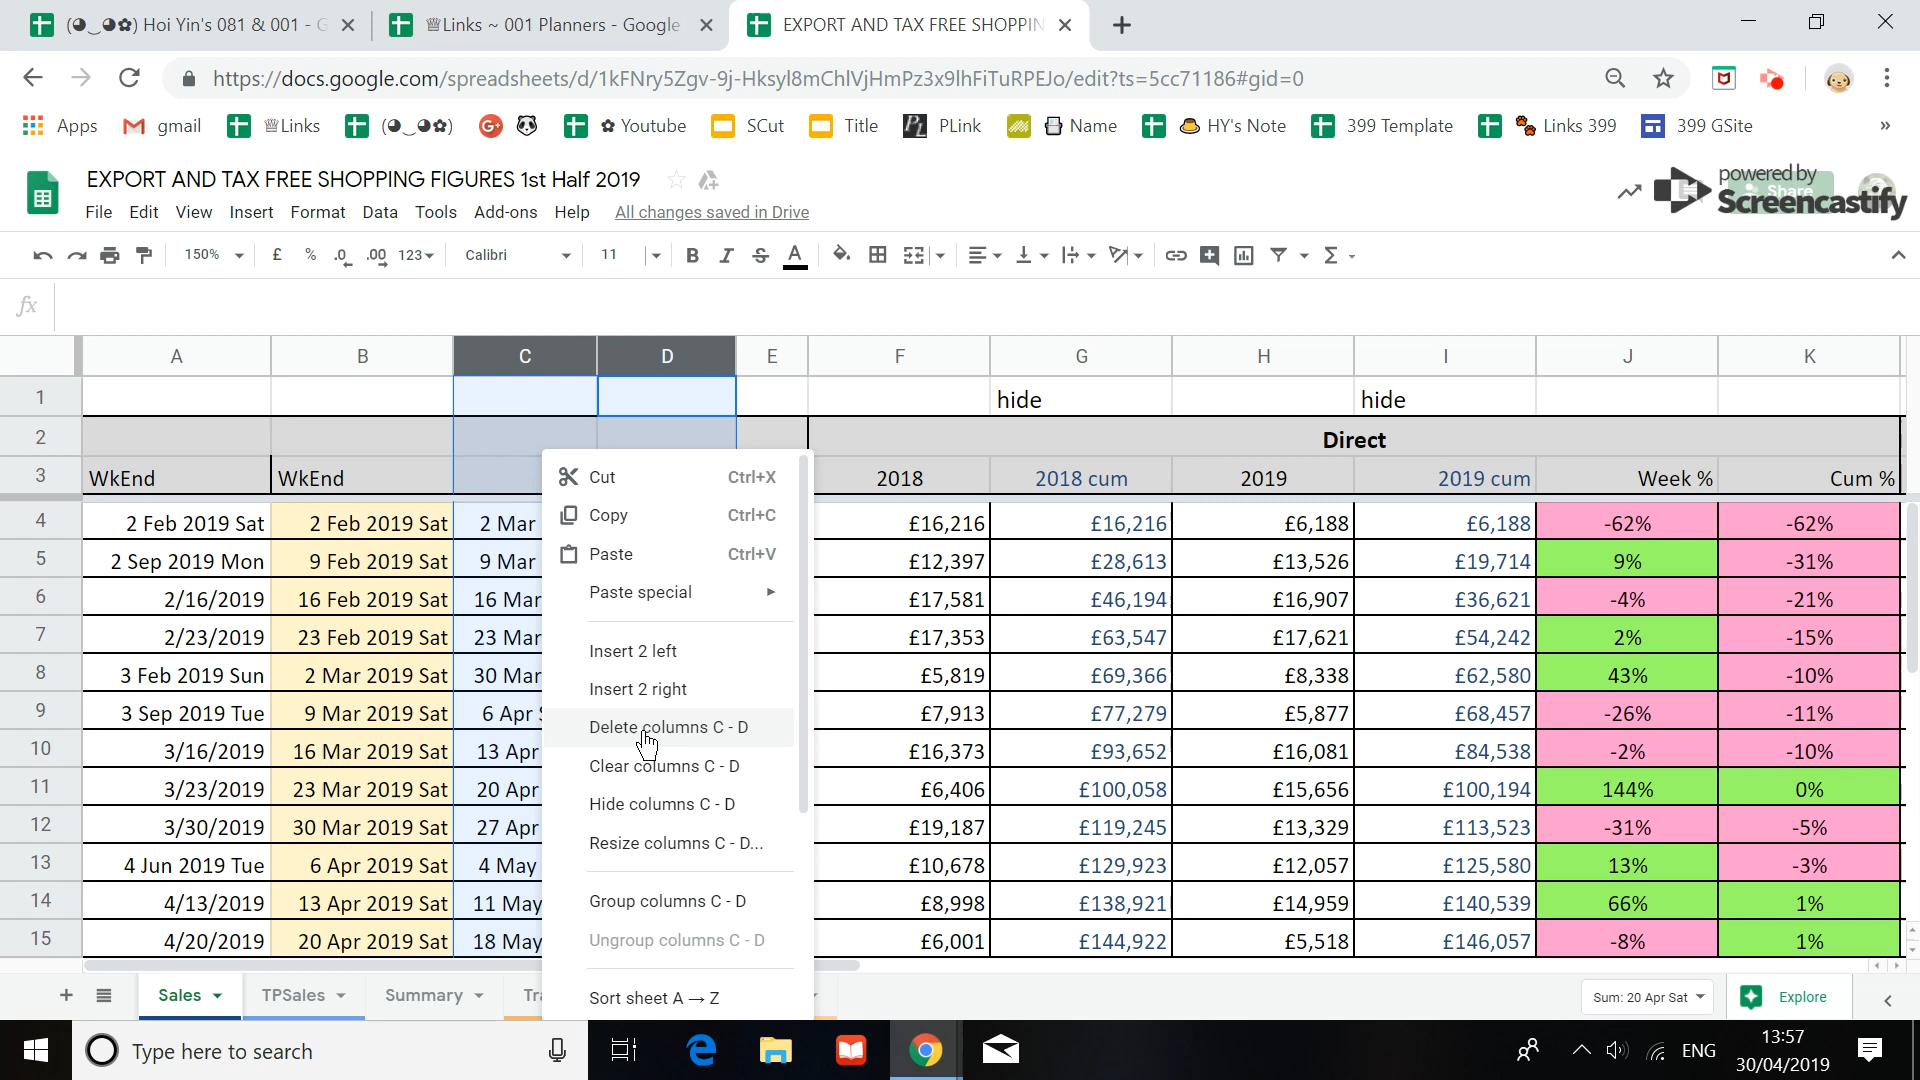 (◕‿◕✿) Hoi Yin's 081 & 001 - G
♕Links ~ 001 Planners - Google
EXPORT AND TAX FREE SHOPPIN
https://docs.google.com/spreadsheets/d/1kFNry5Zgv-9j-Hksyl8mChlVjHmPz3x9lhFiTuRPEJo/edit?ts=5cc71186#gid=0
Apps gmail ♕Links (◕‿◕✿) ✿ Youtube SCut Title PLink Name HY's Note 399 Template Links 399 399 GSite »
EXPORT AND TAX FREE SHOPPING FIGURES 1st Half 2019
powered by
Share
Screencastify
File Edit View Insert Format Data Tools Add-ons Help All changes saved in Drive
150% £ % .0 .00 123 Calibri 11 B I S A Σ
fx
A B C D E F G H I J K
1 hide hide
2 Direct
3 WkEnd WkEnd 2018 2018 cum 2019 2019 cum Week % Cum %
4 2 Feb 2019 Sat 2 Feb 2019 Sat 2 Mar £16,216 £16,216 £6,188 £6,188 -62% -62%
5 2 Sep 2019 Mon 9 Feb 2019 Sat 9 Mar £12,397 £28,613 £13,526 £19,714 9% -31%
6 2/16/2019 16 Feb 2019 Sat 16 Mar £17,581 £46,194 £16,907 £36,621 -4% -21%
7 2/23/2019 23 Feb 2019 Sat 23 Mar £17,353 £63,547 £17,621 £54,242 2% -15%
8 3 Feb 2019 Sun 2 Mar 2019 Sat 30 Mar £5,819 £69,366 £8,338 £62,580 43% -10%
9 3 Sep 2019 Tue 9 Mar 2019 Sat 6 Apr £7,913 £77,279 £5,877 £68,457 -26% -11%
10 3/16/2019 16 Mar 2019 Sat 13 Apr £16,373 £93,652 £16,081 £84,538 -2% -10%
11 3/23/2019 23 Mar 2019 Sat 20 Apr £6,406 £100,058 £15,656 £100,194 144% 0%
12 3/30/2019 30 Mar 2019 Sat 27 Apr £19,187 £119,245 £13,329 £113,523 -31% -5%
13 4 Jun 2019 Tue 6 Apr 2019 Sat 4 May £10,678 £129,923 £12,057 £125,580 13% -3%
14 4/13/2019 13 Apr 2019 Sat 11 May £8,998 £138,921 £14,959 £140,539 66% 1%
15 4/20/2019 20 Apr 2019 Sat 18 May £6,001 £144,922 £5,518 £146,057 -8% 1%
Cut Ctrl+X
Copy Ctrl+C
Paste Ctrl+V
Paste special
Insert 2 left
Insert 2 right
Delete columns C - D
Clear columns C - D
Hide columns C - D
Resize columns C - D...
Group columns C - D
Ungroup columns C - D
Sort sheet A → Z
Sales TPSales Summary Sum: 20 Apr Sat Explore
Type here to search
ENG
13:57
30/04/2019